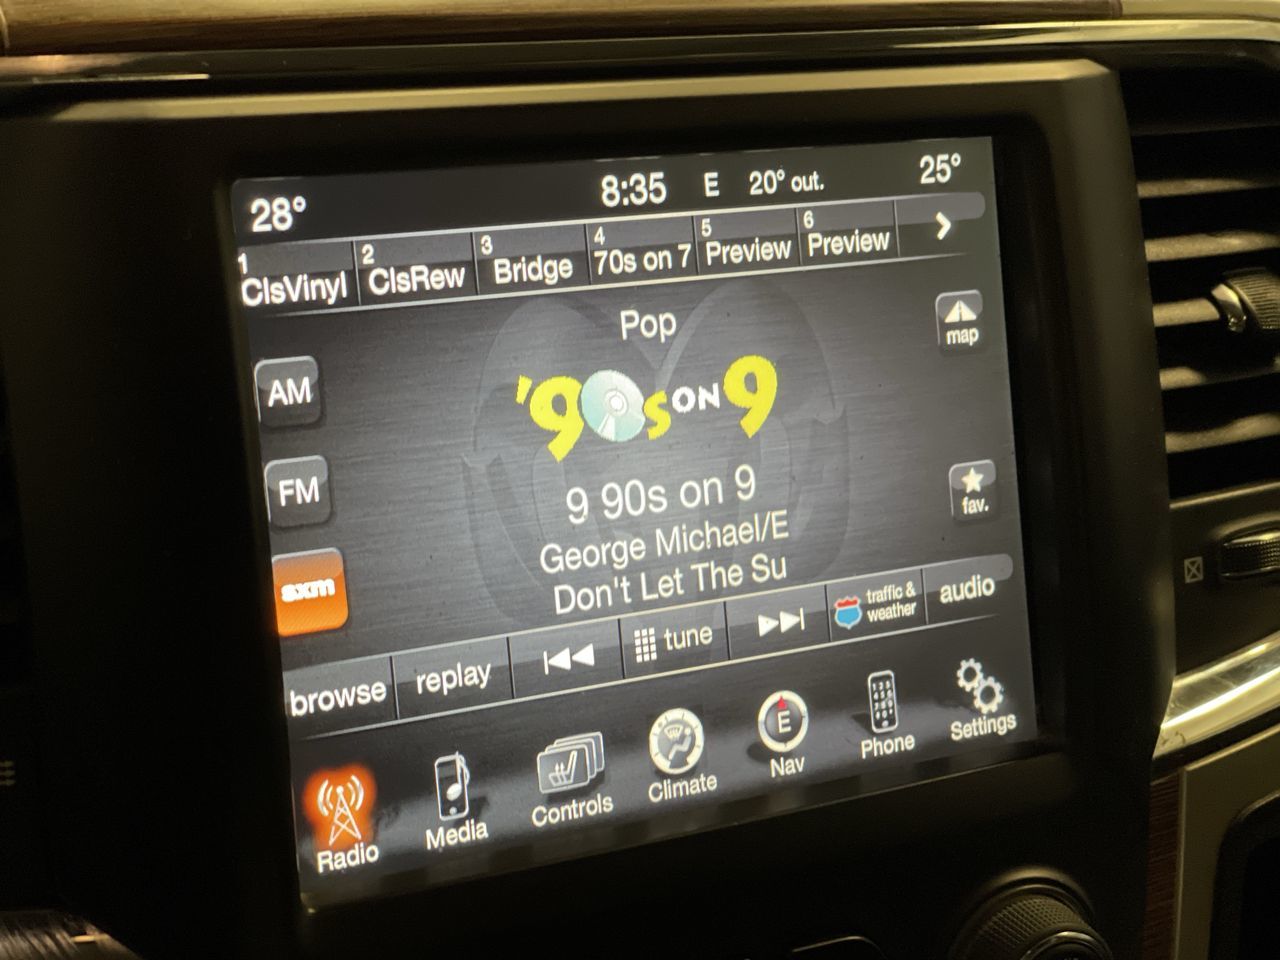 28° 8:35 E 20° out. 25°
1 ClsVinyl 2 ClsRew 3 Bridge 4 70s on 7 5 Preview 6 Preview
Pop
map
AM
'90s ON 9
FM
9 90s on 9
fav.
George Michael/E
sxm
Don't Let The Su
browse replay tune traffic & weather audio
E
Radio Media Controls Climate Nav Phone Settings